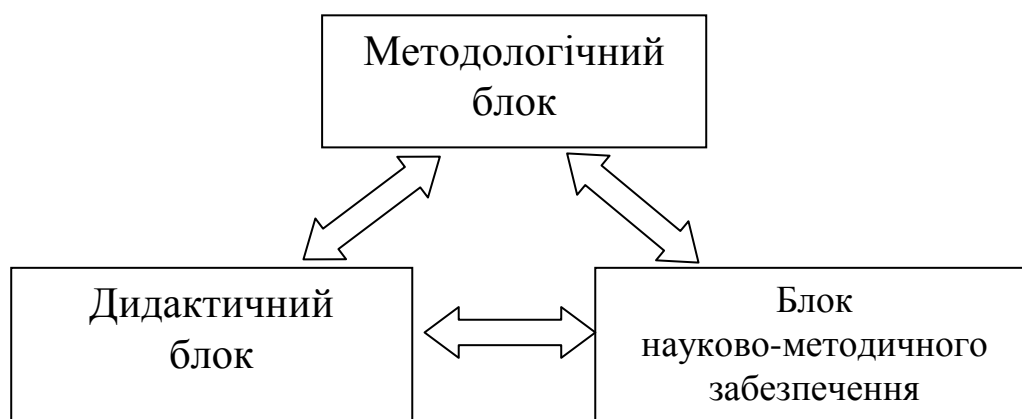 Методологічний
блок
Дидактичний
блок
Блок
науково-методичного
забезпечення